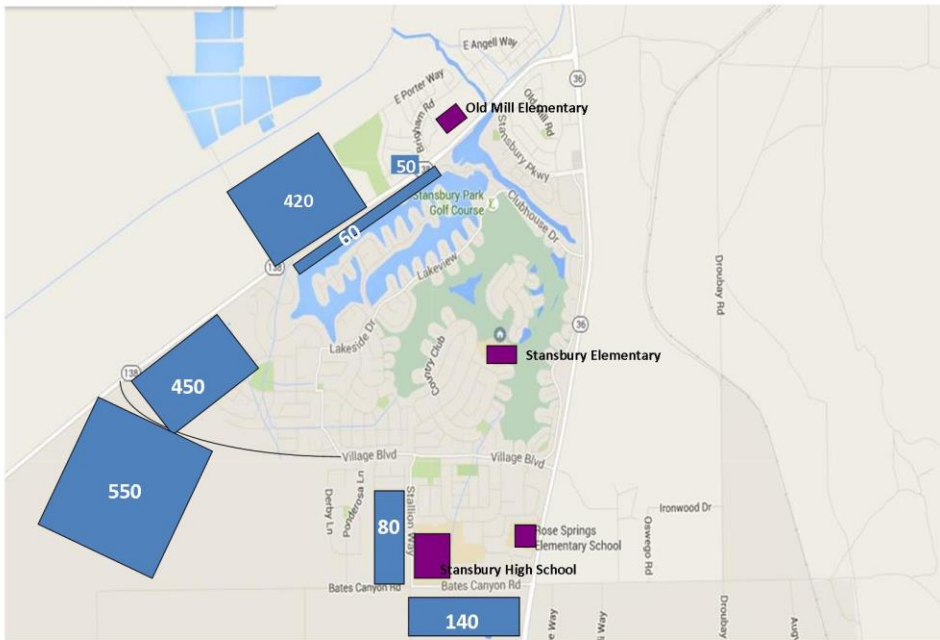 E Angell Way
36
E Porter Way
Old Mill Elementary
Old Mill Rd
Brigham Rd
Stansbury Pkwy
50
138
420
Stansbury Park
Golf Course
Clubhouse Dr
60
138
Lakeview
Droubay Rd
36
Lakeside Dr
Country Club
Stansbury Elementary
138
450
Village Blvd
Village Blvd
550
Derby Ln
Ponderosa Ln
Stallion Way
80
Ironwood Dr
Oswego Rd
Rose Springs
Elementary School
Stansbury High School
Bates Canyon Rd
Bates Canyon Rd
140
e Way
Droubay